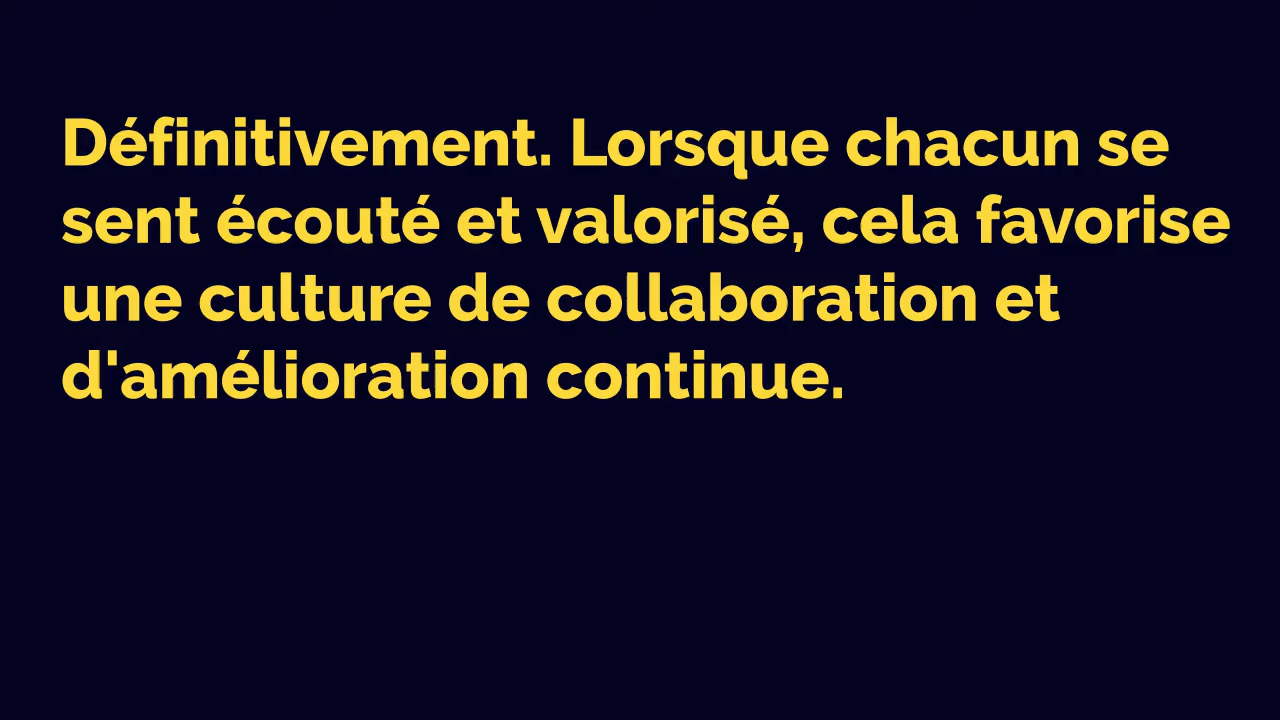 Définitivement. Lorsque chacun se
sent écouté et valorisé, cela favorise
une culture de collaboration et
d'amélioration continue.